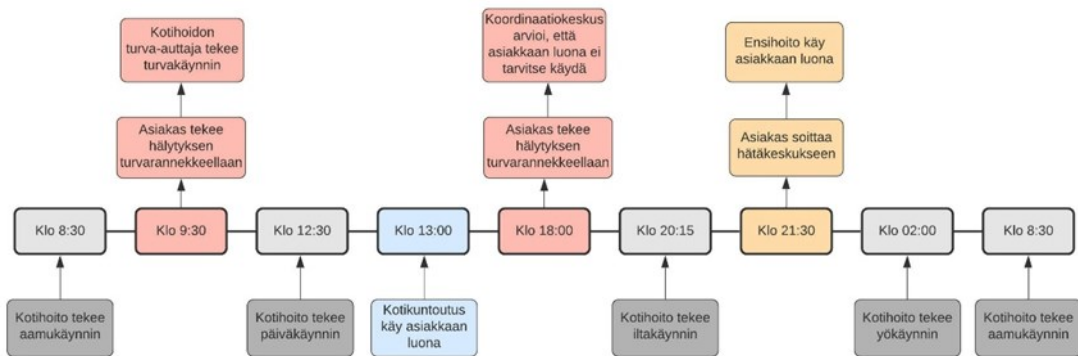 Kotihoidon
turva-auttaja tekee
turvakäynnin
Koordinaatiokeskus
arvioi, että
asiakkaan luona ei
tarvitse käydä
Ensihoito käy
asiakkaan luona
Asiakas tekee
hälytyksen
turvarannekkeellaan
Asiakas tekee
hälytyksen
turvarannekkeellaan
Asiakas soittaa
hätäkeskukseen
Klo 8:30
Klo 9:30
Klo 12:30
Klo 13:00
Klo 18:00
Klo 20:15
Klo 21:30
Klo 02:00
Klo 8:30
Kotihoito tekee
aamukäynnin
Kotihoito tekee
päiväkäynnin
Kotikuntoutus
käy asiakkaan
luona
Kotihoito tekee
iltakäynnin
Kotihoito tekee
yökäynnin
Kotihoito tekee
aamukäynnin